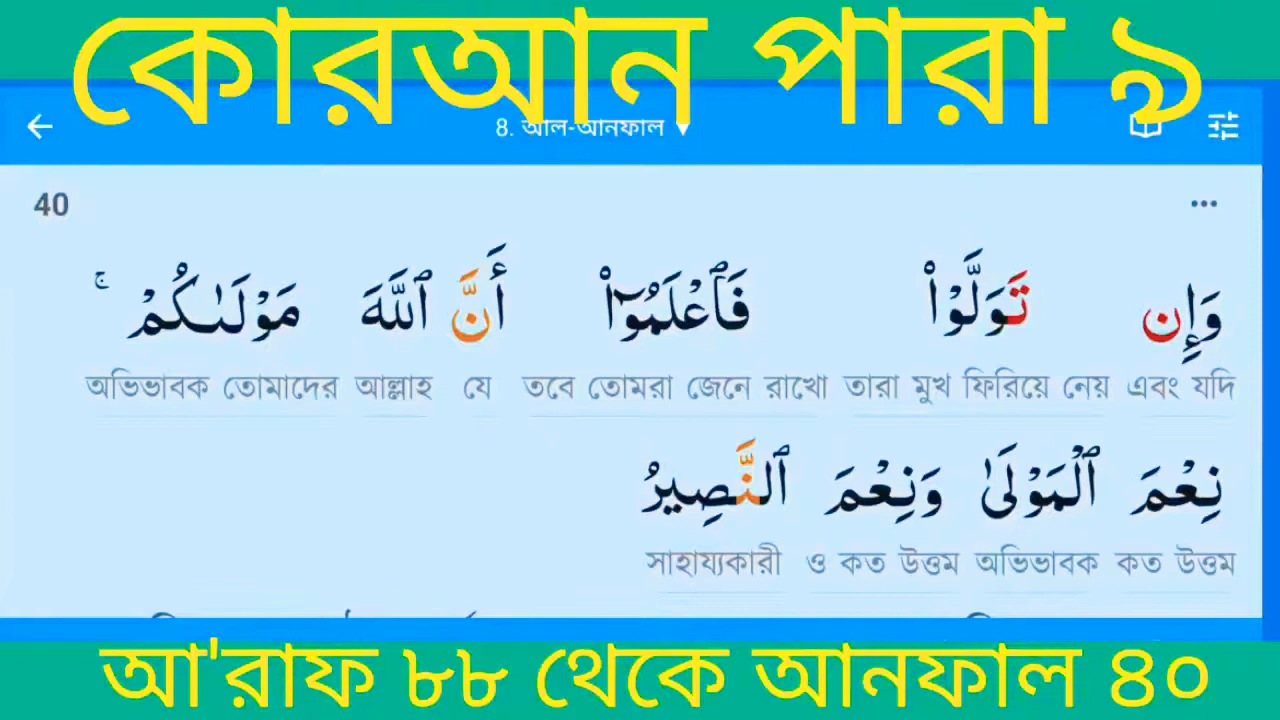 কোরআন পারা ৯
8. আল-আনফাল ▼
40
وَإِن تَوَلَّوْا۟ فَٱعْلَمُوٓا۟ أَنَّ ٱللَّهَ مَوْلَىٰكُمْ ۚ
অভিভাবক তোমাদের আল্লাহ যে তবে তোমরা জেনে রাখো তারা মুখ ফিরিয়ে নেয় এবং যদি
نِعْمَ ٱلْمَوْلَىٰ وَنِعْمَ ٱلنَّصِيرُ
সাহায্যকারী ও কত উত্তম অভিভাবক কত উত্তম
আ'রাফ ৮৮ থেকে আনফাল ৪০